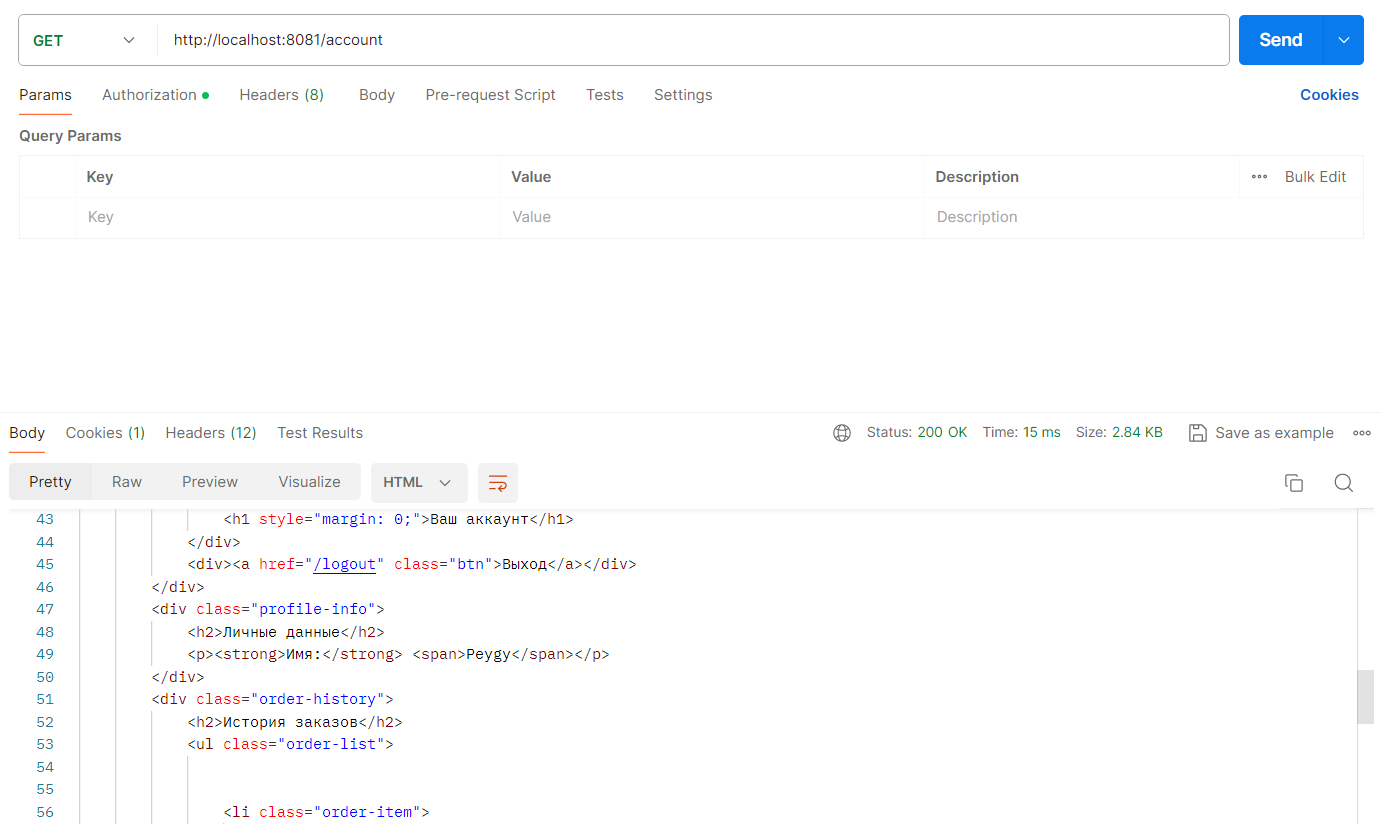 GET http://localhost:8081/account Send
Params Authorization Headers (8) Body Pre-request Script Tests Settings Cookies
Query Params
Key Value Description Bulk Edit
Key Value Description
Body Cookies (1) Headers (12) Test Results Status: 200 OK Time: 15 ms Size: 2.84 KB Save as example
Pretty Raw Preview Visualize HTML
43 <h1 style="margin: 0;">Ваш аккаунт</h1>
44 </div>
45 <div><a href="/logout" class="btn">Выход</a></div>
46 </div>
47 <div class="profile-info">
48 <h2>Личные данные</h2>
49 <p><strong>Имя:</strong> <span>Peygy</span></p>
50 </div>
51 <div class="order-history">
52 <h2>История заказов</h2>
53 <ul class="order-list">
54
55
56 <li class="order-item">